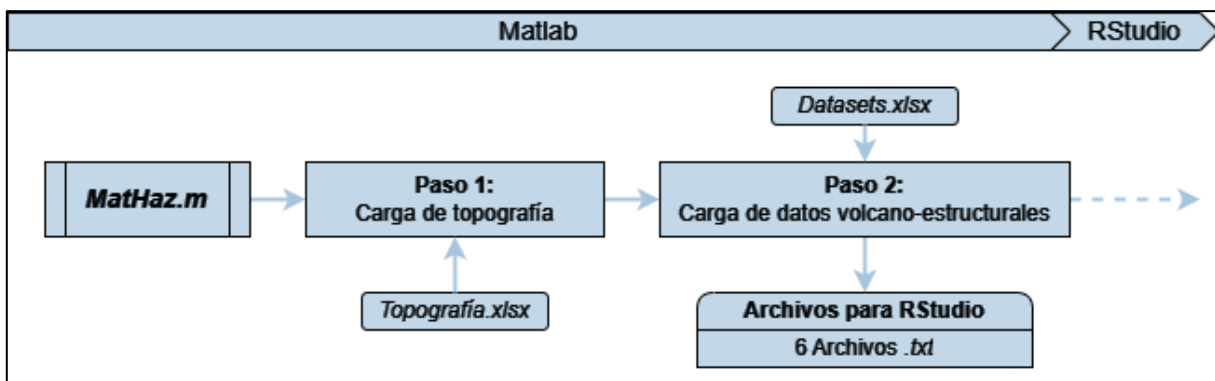 Matlab
RStudio
Datasets.xlsx
MatHaz.m
Paso 1:
Carga de topografía
Paso 2:
Carga de datos volcano-estructurales
Topografía.xlsx
Archivos para RStudio
6 Archivos .txt